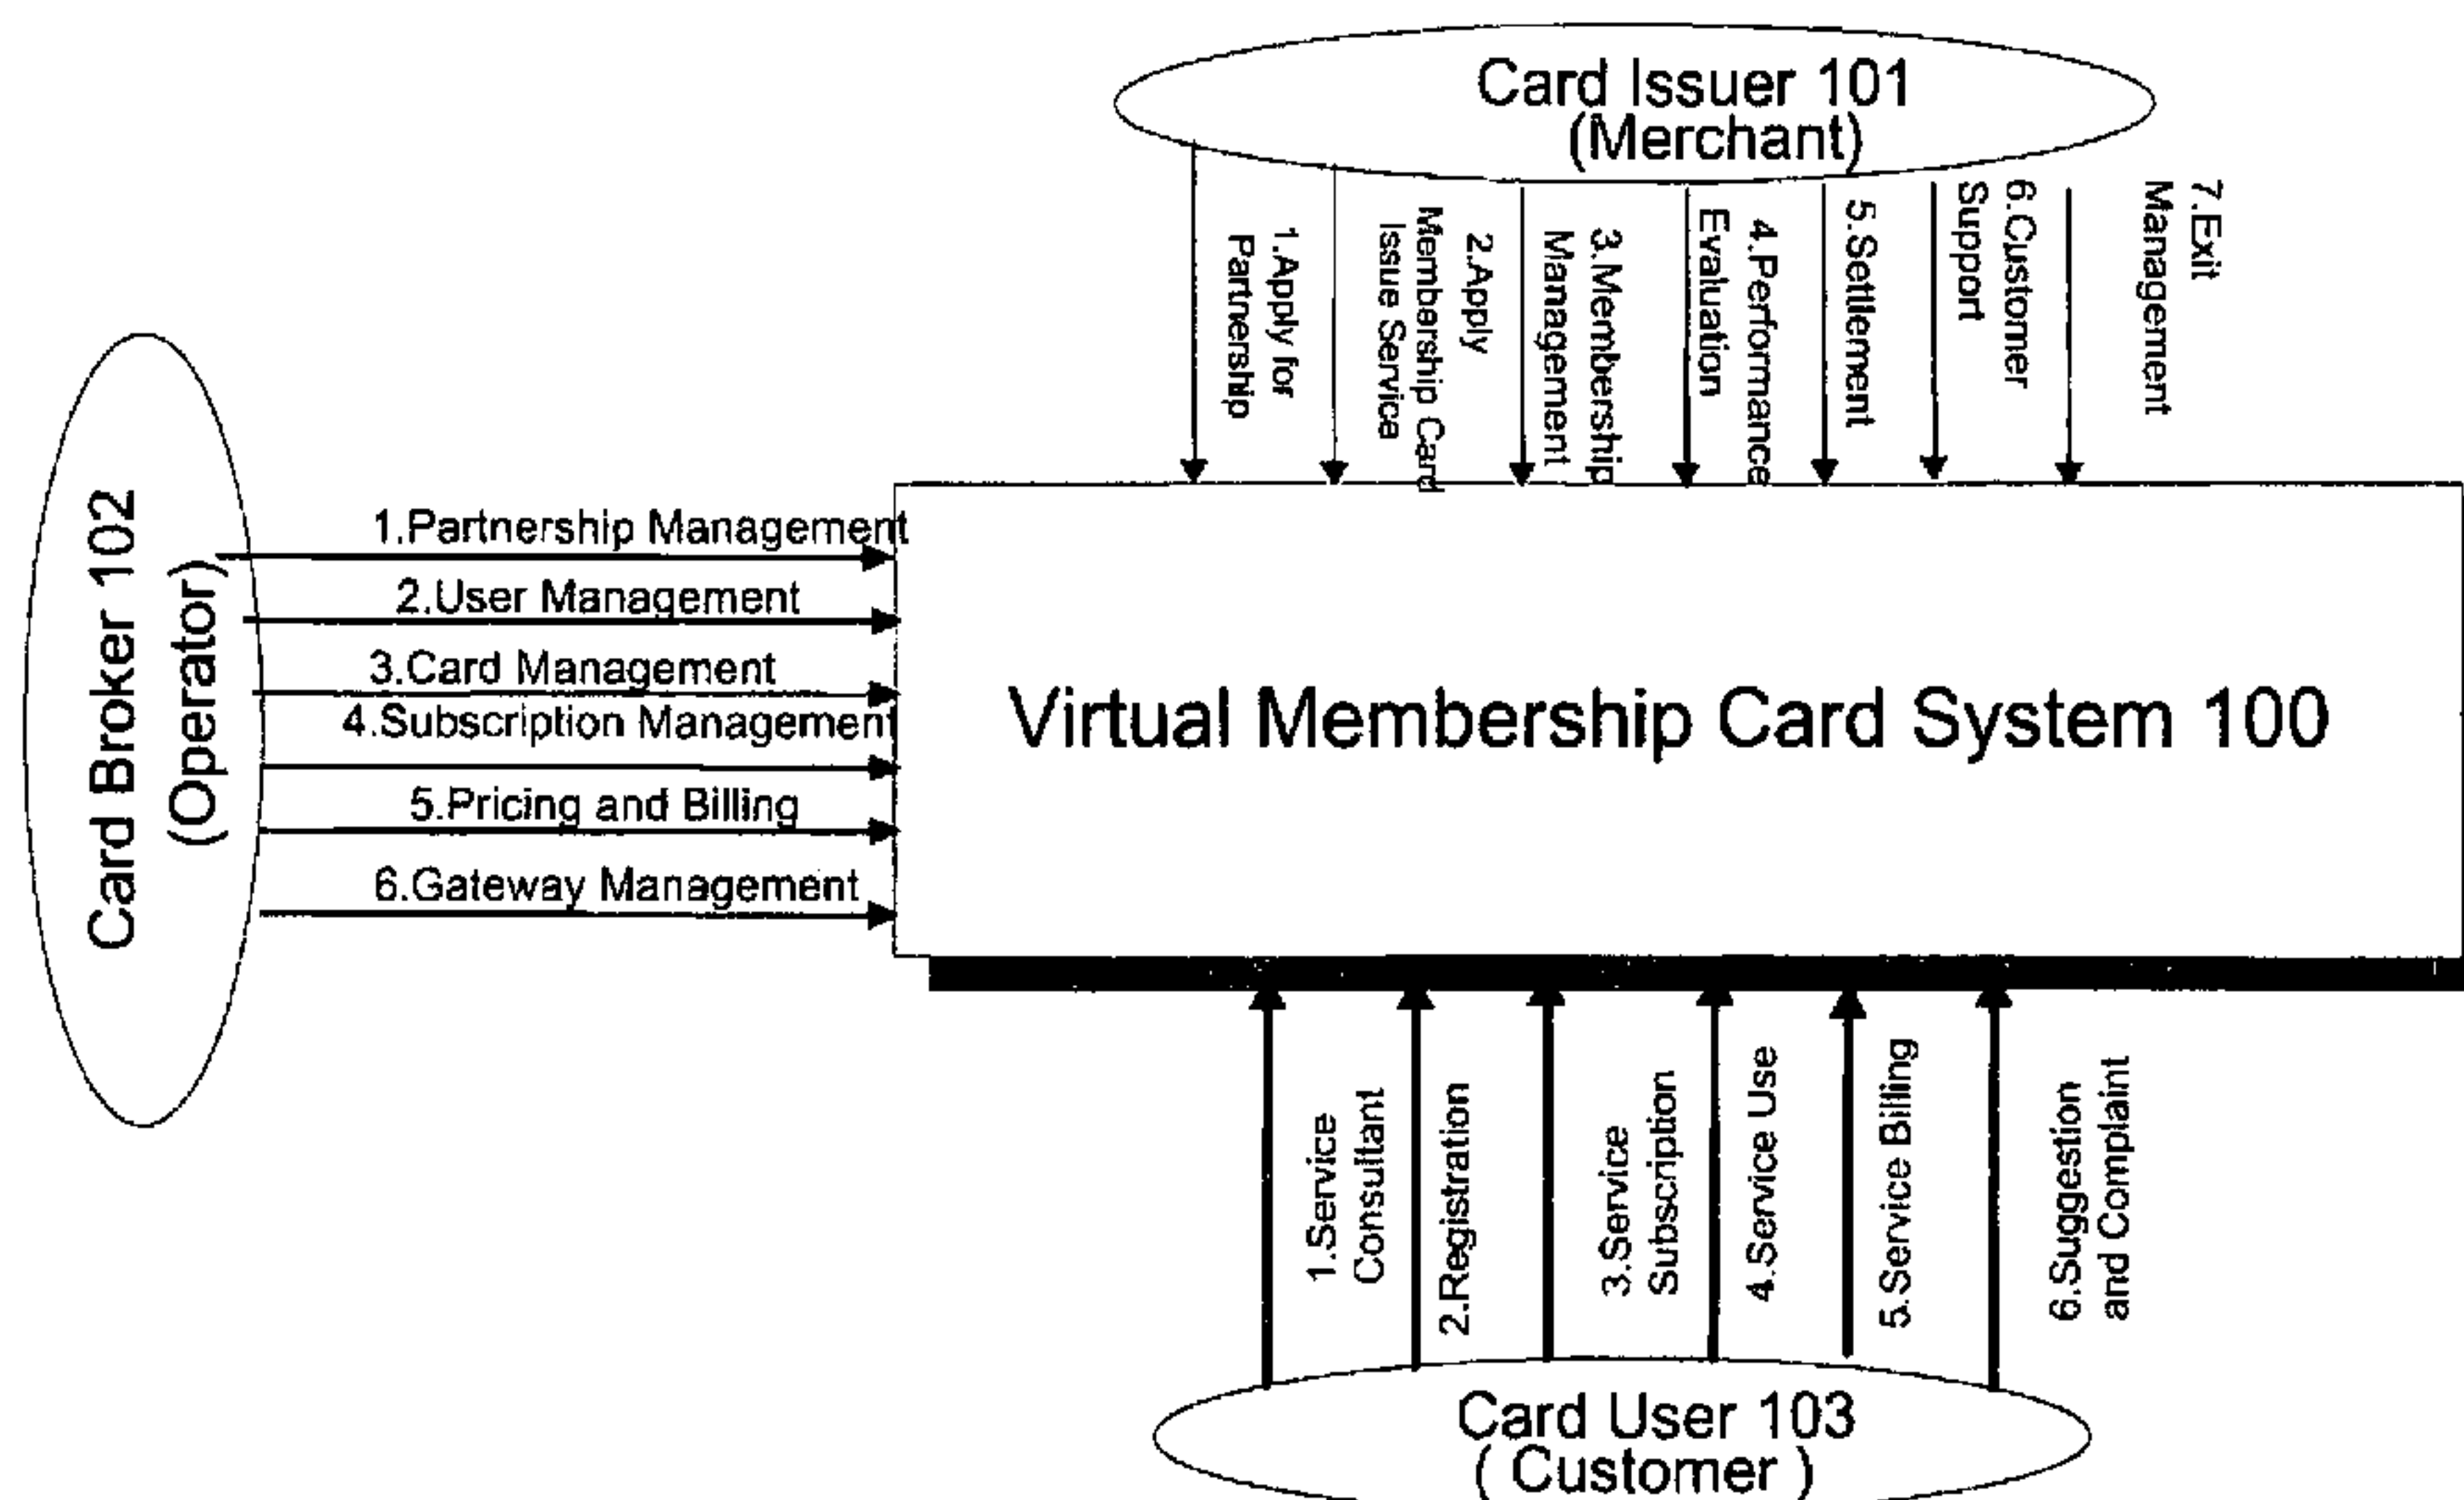 Card Issuer 101
(Merchant)
1.Apply for
Partnership
2.Apply
Membership Card
Issue Service
3.Membership
Management
4.Performance
Evaluation
5.Settlement
6.Customer
Support
7.Exit
Management
Card Broker 102
(Operator)
1.Partnership Management
2.User Management
3.Card Management
4.Subscription Management
5.Pricing and Billing
6.Gateway Management
Virtual Membership Card System 100
1.Service
Consultant
2.Registration
3.Service
Subscription
4.Service Use
5.Service Billing
6.Suggestion
and Complaint
Card User 103
( Customer )